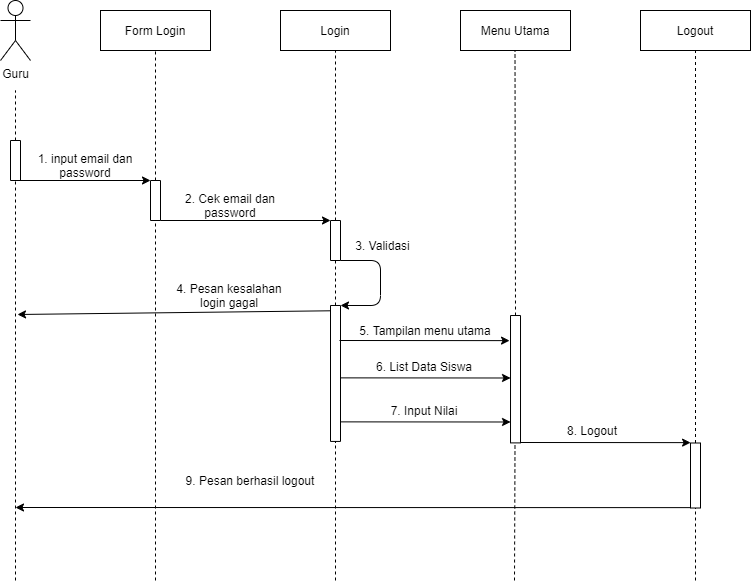 Form Login
Login
Menu Utama
Logout
Guru
1. input email dan
password
2. Cek email dan
password
3. Validasi
4. Pesan kesalahan
login gagal
5. Tampilan menu utama
6. List Data Siswa
7. Input Nilai
8. Logout
9. Pesan berhasil logout